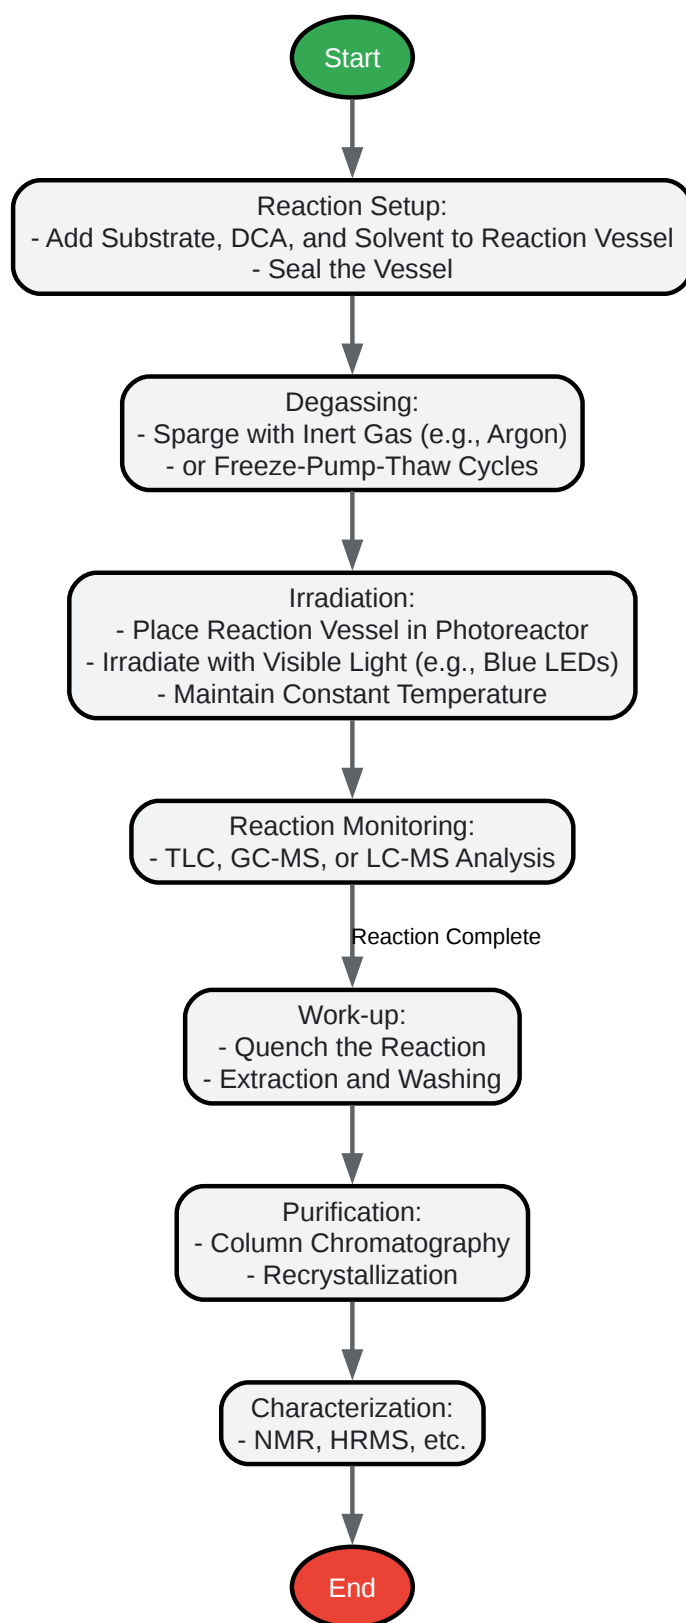 Start
Reaction Setup:
- Add Substrate, DCA, and Solvent to Reaction Vessel
- Seal the Vessel
Degassing:
- Sparge with Inert Gas (e.g., Argon)
- or Freeze-Pump-Thaw Cycles
Irradiation:
- Place Reaction Vessel in Photoreactor
- Irradiate with Visible Light (e.g., Blue LEDs)
- Maintain Constant Temperature
Reaction Monitoring:
- TLC, GC-MS, or LC-MS Analysis
Reaction Complete
Work-up:
- Quench the Reaction
- Extraction and Washing
Purification:
- Column Chromatography
- Recrystallization
Characterization:
- NMR, HRMS, etc.
End